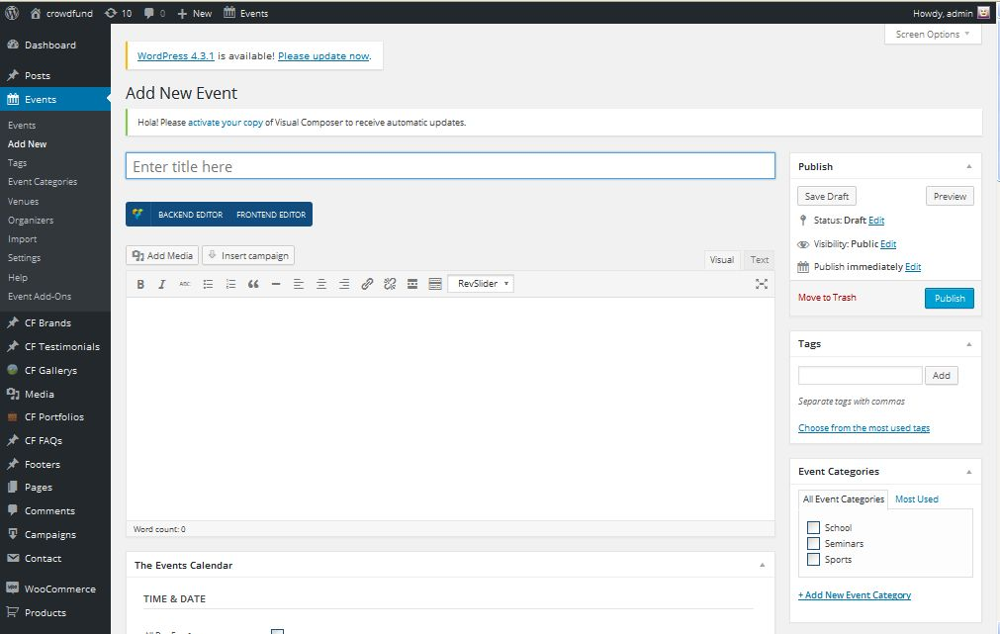 crowdfund 10 0 New Events Howdy, admin
Screen Options
Dashboard
Posts
Events
Events
Add New
Tags
Event Categories
Venues
Organizers
Import
Settings
Help
Event Add-Ons
CF Brands
CF Testimonials
CF Gallerys
Media
CF Portfolios
CF FAQs
Footers
Pages
Comments
Campaigns
Contact
WooCommerce
Products
WordPress 4.3.1 is available! Please update now.
Add New Event
Hola! Please activate your copy of Visual Composer to receive automatic updates.
Enter title here
BACKEND EDITOR FRONTEND EDITOR
Add Media Insert campaign
Visual Text
B I ABC RevSlider
Word count: 0
The Events Calendar
TIME & DATE
Publish
Save Draft Preview
Status: Draft Edit
Visibility: Public Edit
Publish immediately Edit
Move to Trash Publish
Tags
Add
Separate tags with commas
Choose from the most used tags
Event Categories
All Event Categories Most Used
School
Seminars
Sports
+ Add New Event Category